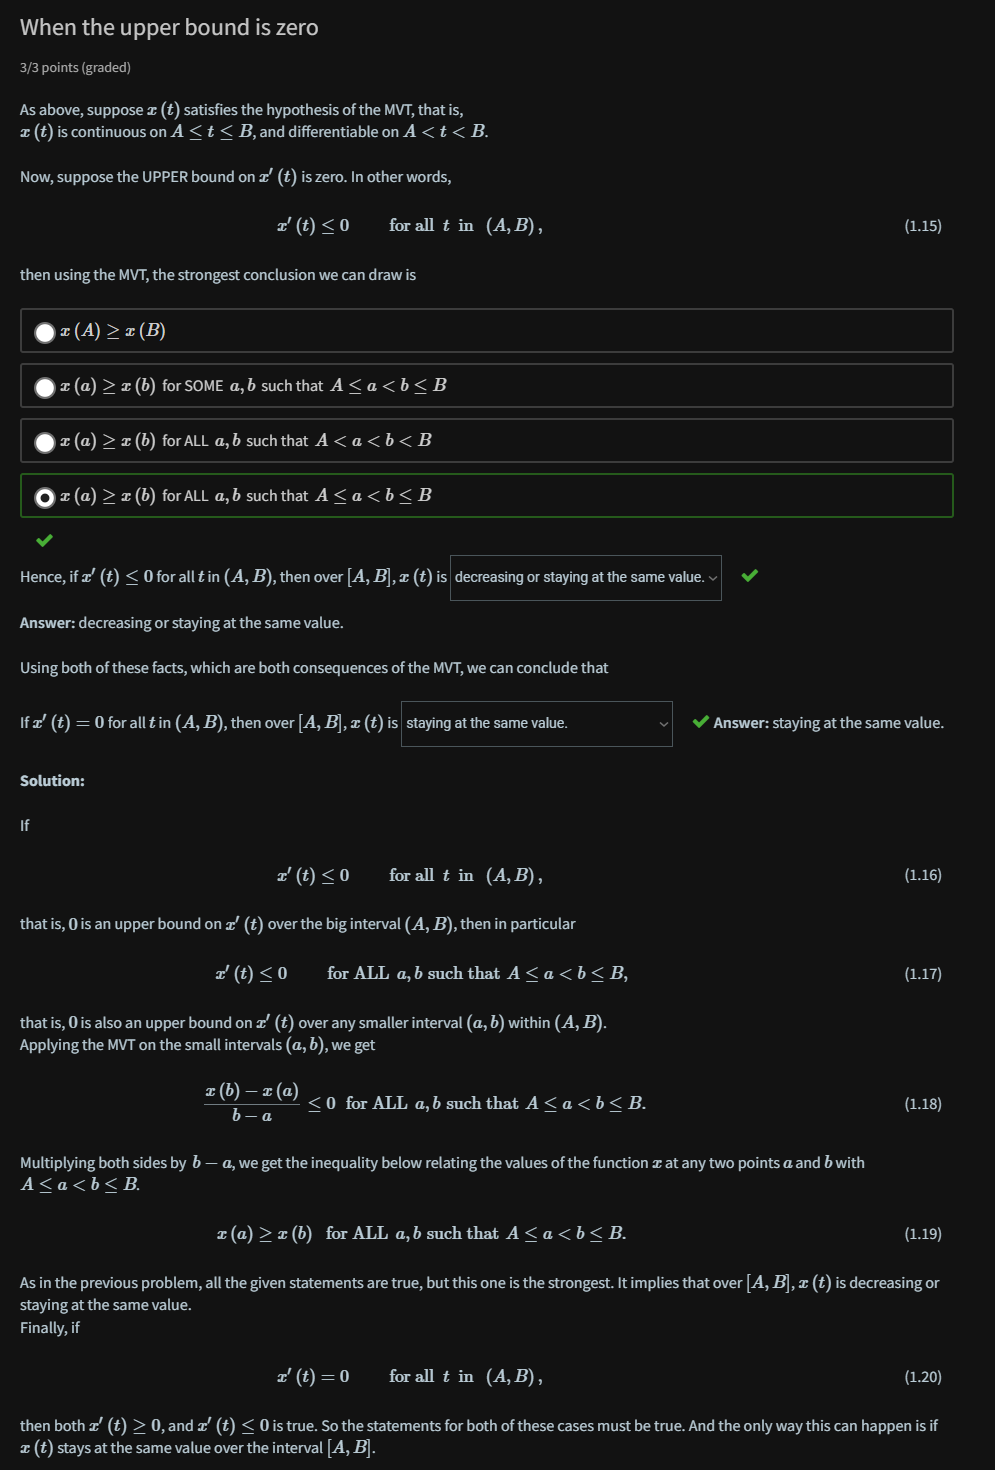 When the upper bound is zero
3/3 points (graded)
As above, suppose x (t) satisfies the hypothesis of the MVT, that is,
x (t) is continuous on A ≤ t ≤ B, and differentiable on A < t < B.
Now, suppose the UPPER bound on x′ (t) is zero. In other words,
x′ (t) ≤ 0 for all t in (A, B), (1.15)
then using the MVT, the strongest conclusion we can draw is
x (A) ≥ x (B)
x (a) ≥ x (b) for SOME a, b such that A ≤ a < b ≤ B
x (a) ≥ x (b) for ALL a, b such that A < a < b < B
x (a) ≥ x (b) for ALL a, b such that A ≤ a < b ≤ B
Hence, if x′ (t) ≤ 0 for all t in (A, B), then over [A, B], x (t) is decreasing or staying at the same value.
Answer: decreasing or staying at the same value.
Using both of these facts, which are both consequences of the MVT, we can conclude that
If x′ (t) = 0 for all t in (A, B), then over [A, B], x (t) is staying at the same value. Answer: staying at the same value.
Solution:
If
x′ (t) ≤ 0 for all t in (A, B), (1.16)
that is, 0 is an upper bound on x′ (t) over the big interval (A, B), then in particular
x′ (t) ≤ 0 for ALL a, b such that A ≤ a < b ≤ B, (1.17)
that is, 0 is also an upper bound on x′ (t) over any smaller interval (a, b) within (A, B).
Applying the MVT on the small intervals (a, b), we get
x (b) − x (a)
b − a
≤ 0 for ALL a, b such that A ≤ a < b ≤ B. (1.18)
Multiplying both sides by b − a, we get the inequality below relating the values of the function x at any two points a and b with
A ≤ a < b ≤ B.
x (a) ≥ x (b) for ALL a, b such that A ≤ a < b ≤ B. (1.19)
As in the previous problem, all the given statements are true, but this one is the strongest. It implies that over [A, B], x (t) is decreasing or
staying at the same value.
Finally, if
x′ (t) = 0 for all t in (A, B), (1.20)
then both x′ (t) ≥ 0, and x′ (t) ≤ 0 is true. So the statements for both of these cases must be true. And the only way this can happen is if
x (t) stays at the same value over the interval [A, B].